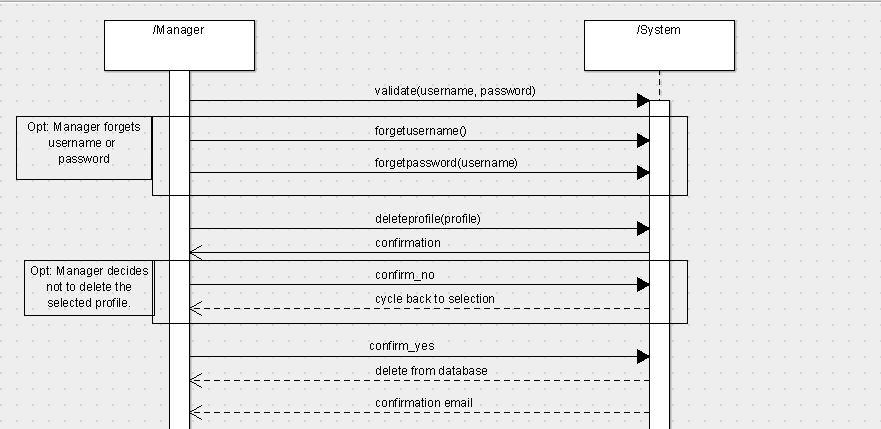 /Manager
/System
validate(username, password)
Opt: Manager forgets
username or
password
forgetusername()
forgetpassword(username)
deleteprofile(profile)
confirmation
Opt: Manager decides
not to delete the
selected profile.
confirm_no
cycle back to selection
confirm_yes
delete from database
confirmation email